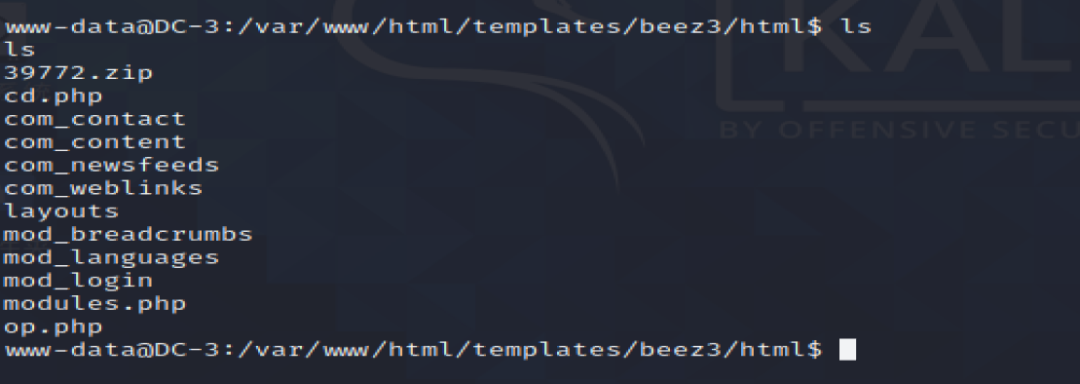 www-data@DC-3:/var/www/html/templates/beez3/html$ ls
ls
39772.zip
cd.php
com_contact
com_content
com_newsfeeds
com_weblinks
layouts
mod_breadcrumbs
mod_languages
mod_login
modules.php
op.php
www-data@DC-3:/var/www/html/templates/beez3/html$
KAL
BY OFFENSIVE SECU